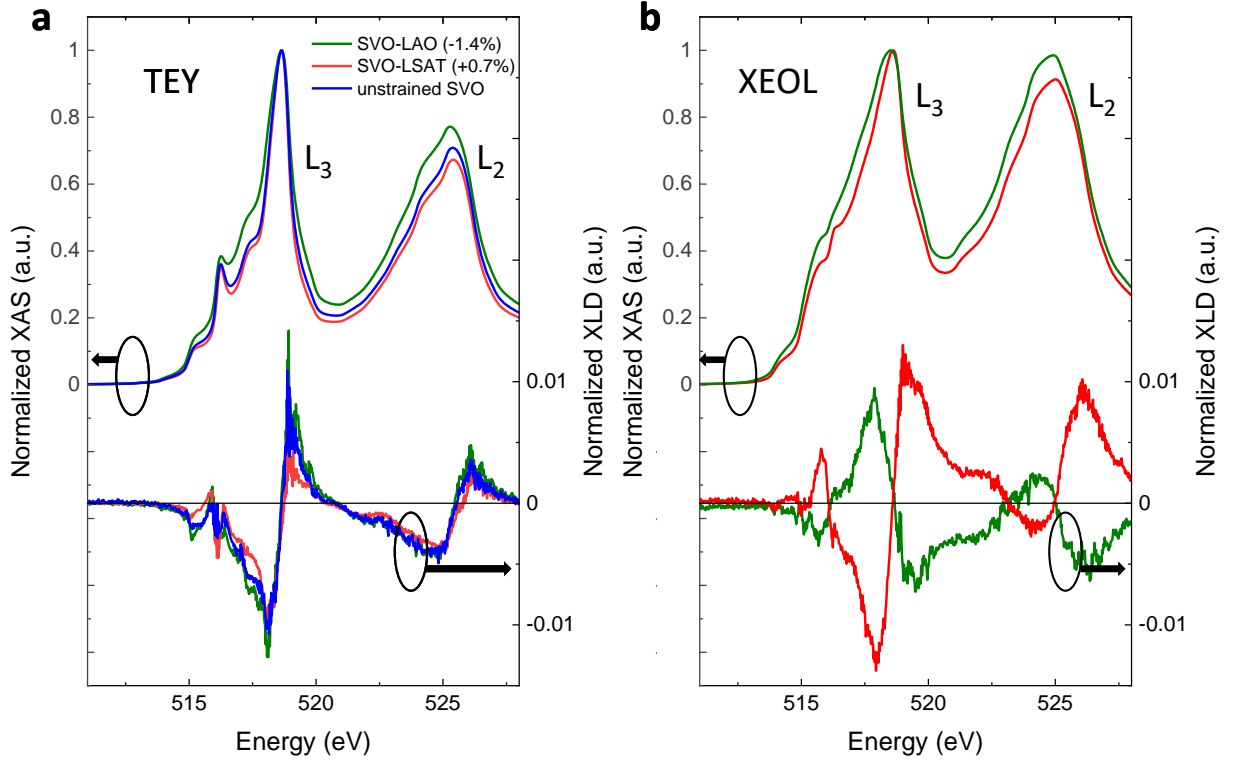 a
TEY
SVO-LAO (-1.4%)
SVO-LSAT (+0.7%)
unstrained SVO
L3
L2
1
0.8
0.6
0.4
0.2
0
Normalized XAS (a.u.)
0.01
0
-0.01
Normalized XLD (a.u.)
515
520
525
Energy (eV)
b
XEOL
L3
L2
1
0.8
0.6
0.4
0.2
0
Normalized XAS (a.u.)
0.01
0
-0.01
Normalized XLD (a.u.)
515
520
525
Energy (eV)